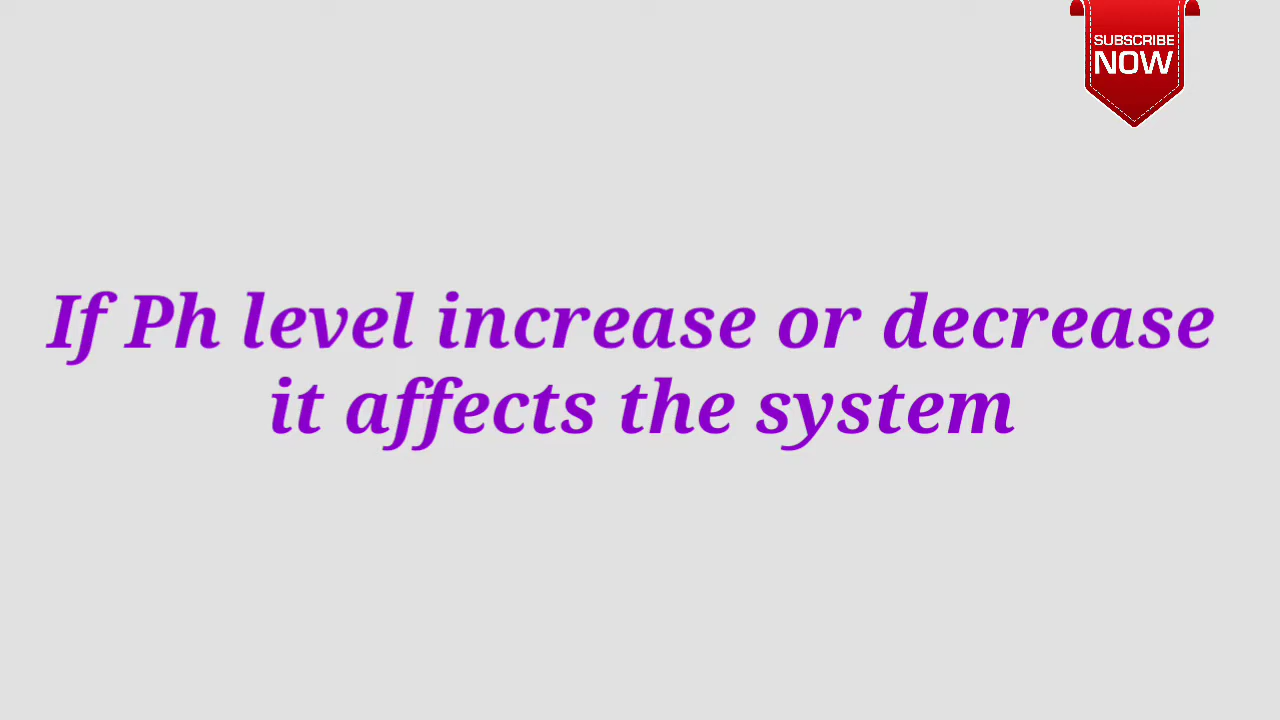 SUBSCRIBE
NOW
If Ph level increase or decrease
it affects the system